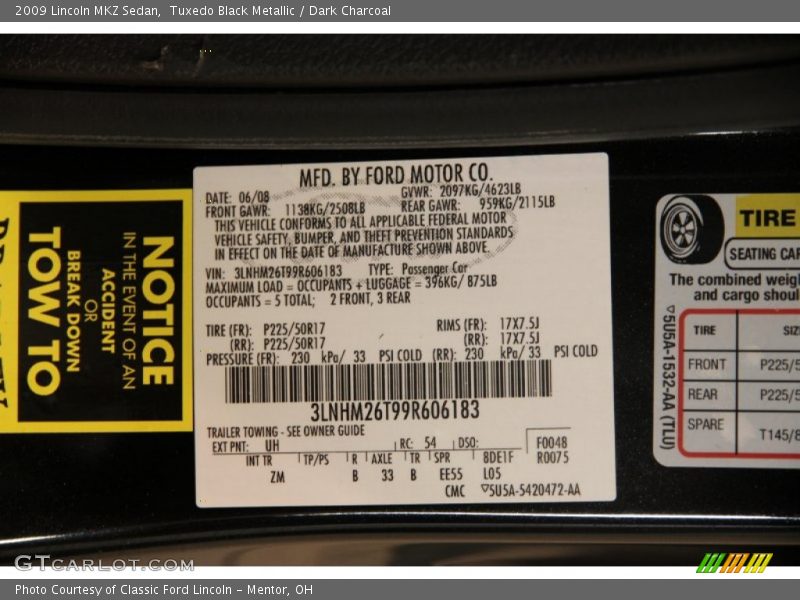 2009 Lincoln MKZ Sedan,  Tuxedo Black Metallic / Dark Charcoal
MFD. BY FORD MOTOR CO.
DATE: 06/08
GVWR: 2097KG/4623LB
FRONT GAWR: 1138KG/2508LB
REAR GAWR: 959KG/2115LB
THIS VEHICLE CONFORMS TO ALL APPLICABLE FEDERAL MOTOR
VEHICLE SAFETY, BUMPER, AND THEFT PREVENTION STANDARDS
IN EFFECT ON THE DATE OF MANUFACTURE SHOWN ABOVE.
VIN: 3LNHM26T99R606183 TYPE: Passenger Car
MAXIMUM LOAD = OCCUPANTS + LUGGAGE = 396KG/ 875LB
OCCUPANTS = 5 TOTAL; 2 FRONT, 3 REAR
TIRE (FR): P225/50R17 RIMS (FR): 17X7.5J
(RR): P225/50R17 (RR): 17X7.5J
PRESSURE (FR): 230 kPa/ 33 PSI COLD (RR): 230 kPa/ 33 PSI COLD
3LNHM26T99R606183
TRAILER TOWING - SEE OWNER GUIDE
EXT PNT: UH RC: 54 DSO: F0048
INT TR TP/PS R AXLE TR SPR 8DE1F R0075
ZM B 33 B EE55 L05
CMC ▽5U5A-5420472-AA
NOTICE
IN THE EVENT OF AN
ACCIDENT
OR
BREAK DOWN
TOW TO
TIRE
SEATING
The combined
and cargo
TIRE
FRONT P225/5
REAR P225/5
SPARE T145/8
▽5U5A-1532-AA (TLU)
GTCARLOT.COM
Photo Courtesy of Classic Ford Lincoln - Mentor, OH